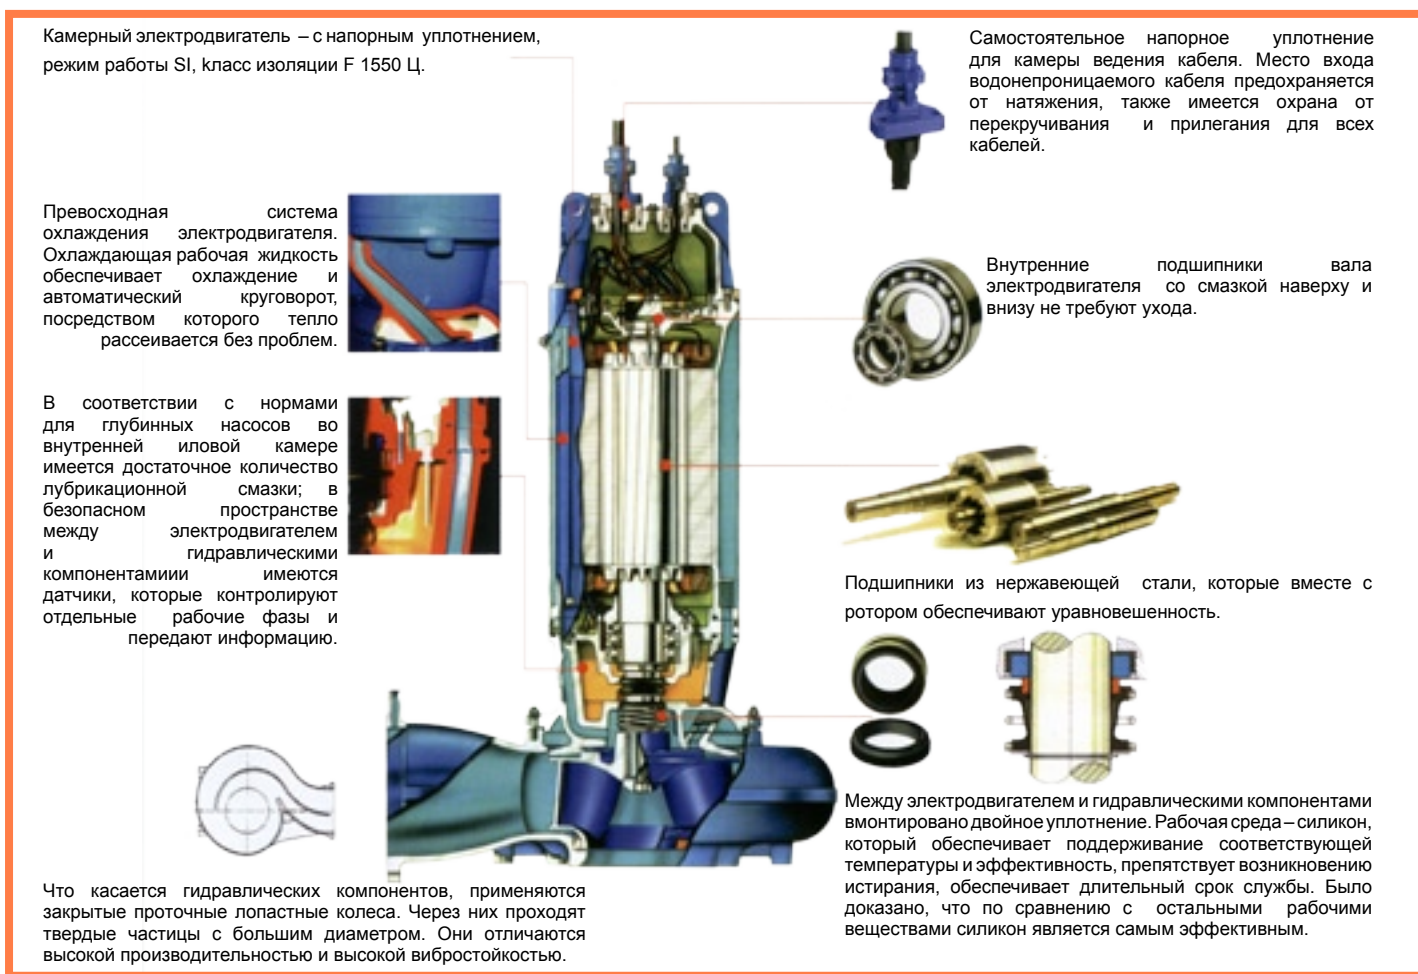 Камерный электродвигатель – с напорным уплотнением,
режим работы SI, kласс изоляции F 1550 Ц.
Самостоятельное напорное уплотнение
для камеры ведения кабеля. Место входа
водонепроницаемого кабеля предохраняется
от натяжения, также имеется охрана от
перекручивания и прилегания для всех
кабелей.
Превосходная система
охлаждения электродвигателя.
Охлаждающая рабочая жидкость
обеспечивает охлаждение и
автоматический круговорот,
посредством которого тепло
рассеивается без проблем.
Внутренние подшипники вала
электродвигателя со смазкой наверху и
внизу не требуют ухода.
В соответствии с нормами
для глубинных насосов во
внутренней иловой камере
имеется достаточное количество
лубрикационной смазки; в
безопасном пространстве
между электродвигателем
и гидравлическими
компонентамиии имеются
датчики, которые контролируют
отдельные рабочие фазы и
передают информацию.
Подшипники из нержавеющей стали, которые вместе с
ротором обеспечивают уравновешенность.
Между электродвигателем и гидравлическими компонентами
вмонтировано двойное уплотнение. Рабочая среда – силикон,
который обеспечивает поддерживание соответствующей
температуры и эффективность, препятствует возникновению
истирания, обеспечивает длительный срок службы. Было
доказано, что по сравнению с остальными рабочими
веществами силикон является самым эффективным.
Что касается гидравлических компонентов, применяются
закрытые проточные лопастные колеса. Через них проходят
твердые частицы с большим диаметром. Они отличаются
высокой производительностью и высокой вибростойкостью.